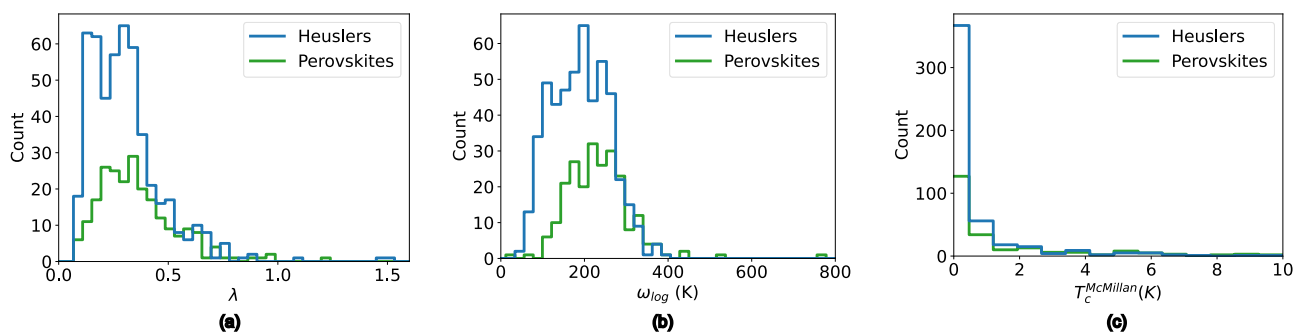 60
50
40
30
20
10
0
Count
0.0
0.5
1.0
1.5
λ
Heuslers
Perovskites
(a)
60
50
40
30
20
10
0
Count
0
200
400
600
800
ω_log (K)
Heuslers
Perovskites
(b)
300
200
100
0
Count
0
2
4
6
8
10
T_c^McMillan(K)
Heuslers
Perovskites
(c)